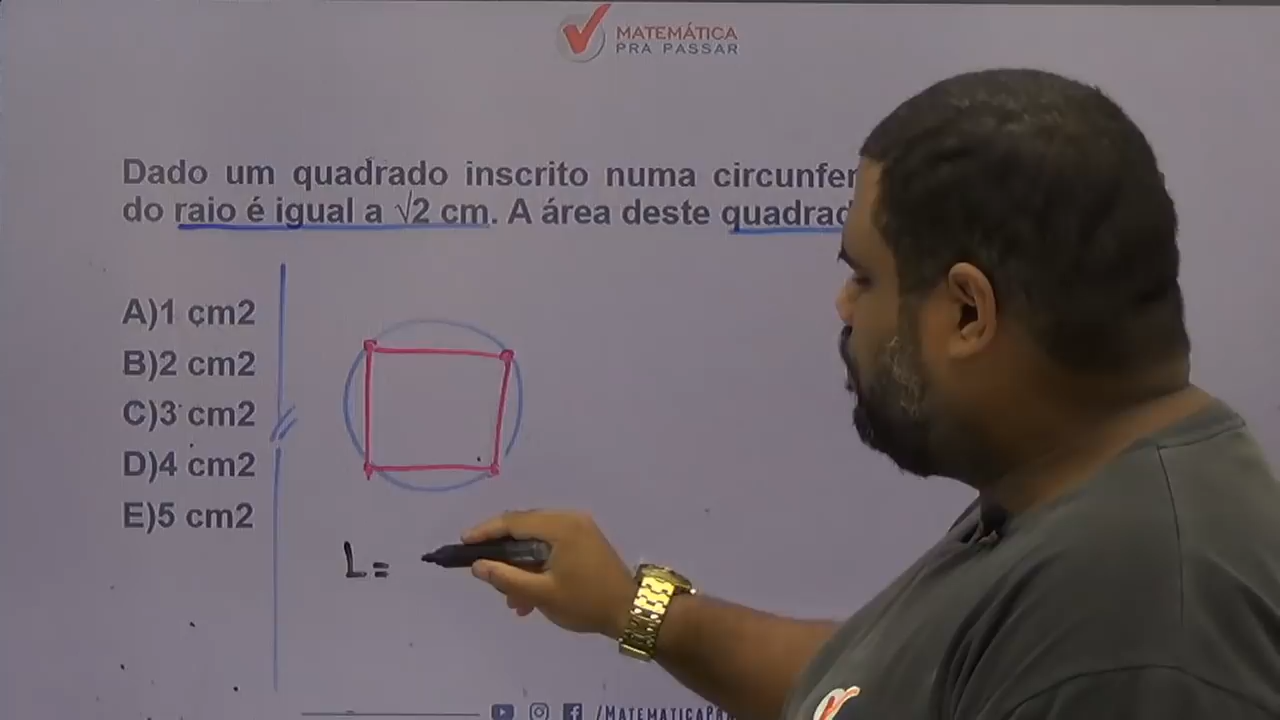 MATEMÁTICA
PRA PASSAR
Dado um quadrado inscrito numa circunfer
do raio é igual a √2 cm. A área deste quadrad
A)1 cm2
B)2 cm2
C)3 cm2
D)4 cm2
E)5 cm2
L=
/MATEMATICAPRA